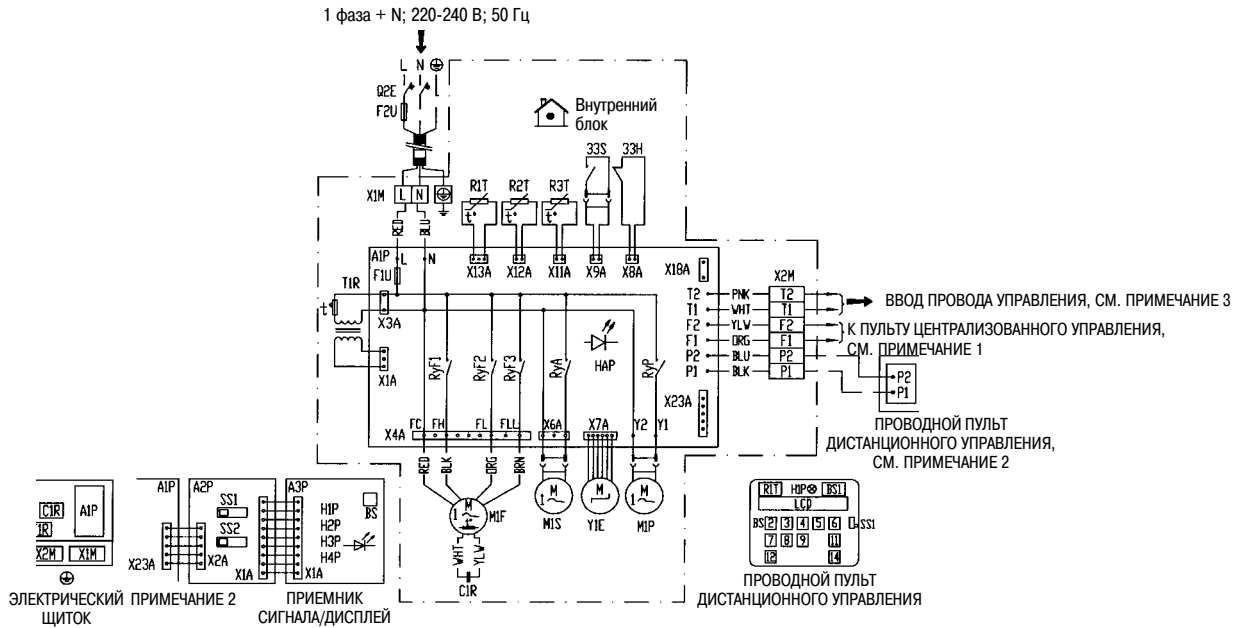 1 фаза + N; 220-240 В; 50 Гц
L N
Q2E
F2U
Внутренний
блок
33S 33H
X1M L N
R1T R2T R3T
t° t° t°
RED BLU
A1P L N
X13A X12A X11A X9A X8A
X18A
X2M
F1U
T1R
t°
X3A
X1A
T2 PNK T2
T1 WHT T1
F2 YLW F2
F1 ORG F1
P2 BLU P2
P1 BLK P1
ВВОД ПРОВОДА УПРАВЛЕНИЯ, СМ. ПРИМЕЧАНИЕ 3
К ПУЛЬТУ ЦЕНТРАЛИЗОВАННОГО УПРАВЛЕНИЯ,
СМ. ПРИМЕЧАНИЕ 1
P2
P1
ПРОВОДНОЙ ПУЛЬТ
ДИСТАНЦИОННОГО УПРАВЛЕНИЯ,
СМ. ПРИМЕЧАНИЕ 2
RyF1 RyF2 RyF3 RyA HAP RyP
X23A
FC FH FL FLL X6A X7A Y2 Y1
X4A
RED BLK ORG BRN
M 1~ M1F
M 1~ M1S
M Y1E
M 1~ M1P
WHT YLW
C1R
C1R A1P
1R
X2M X1M
ЭЛЕКТРИЧЕСКИЙ
ЩИТОК
A1P A2P
SS1
SS2
X23A X2A
X1A
ПРИМЕЧАНИЕ 2
A3P
BS
H1P
H2P
H3P
H4P
X1A
ПРИЕМНИК
СИГНАЛА/ДИСПЛЕЙ
R1T H1P BS1
LCD
BS 2 3 4 5 6 SS1
7 8 9 11
12 14
ПРОВОДНОЙ ПУЛЬТ
ДИСТАНЦИОННОГО УПРАВЛЕНИЯ